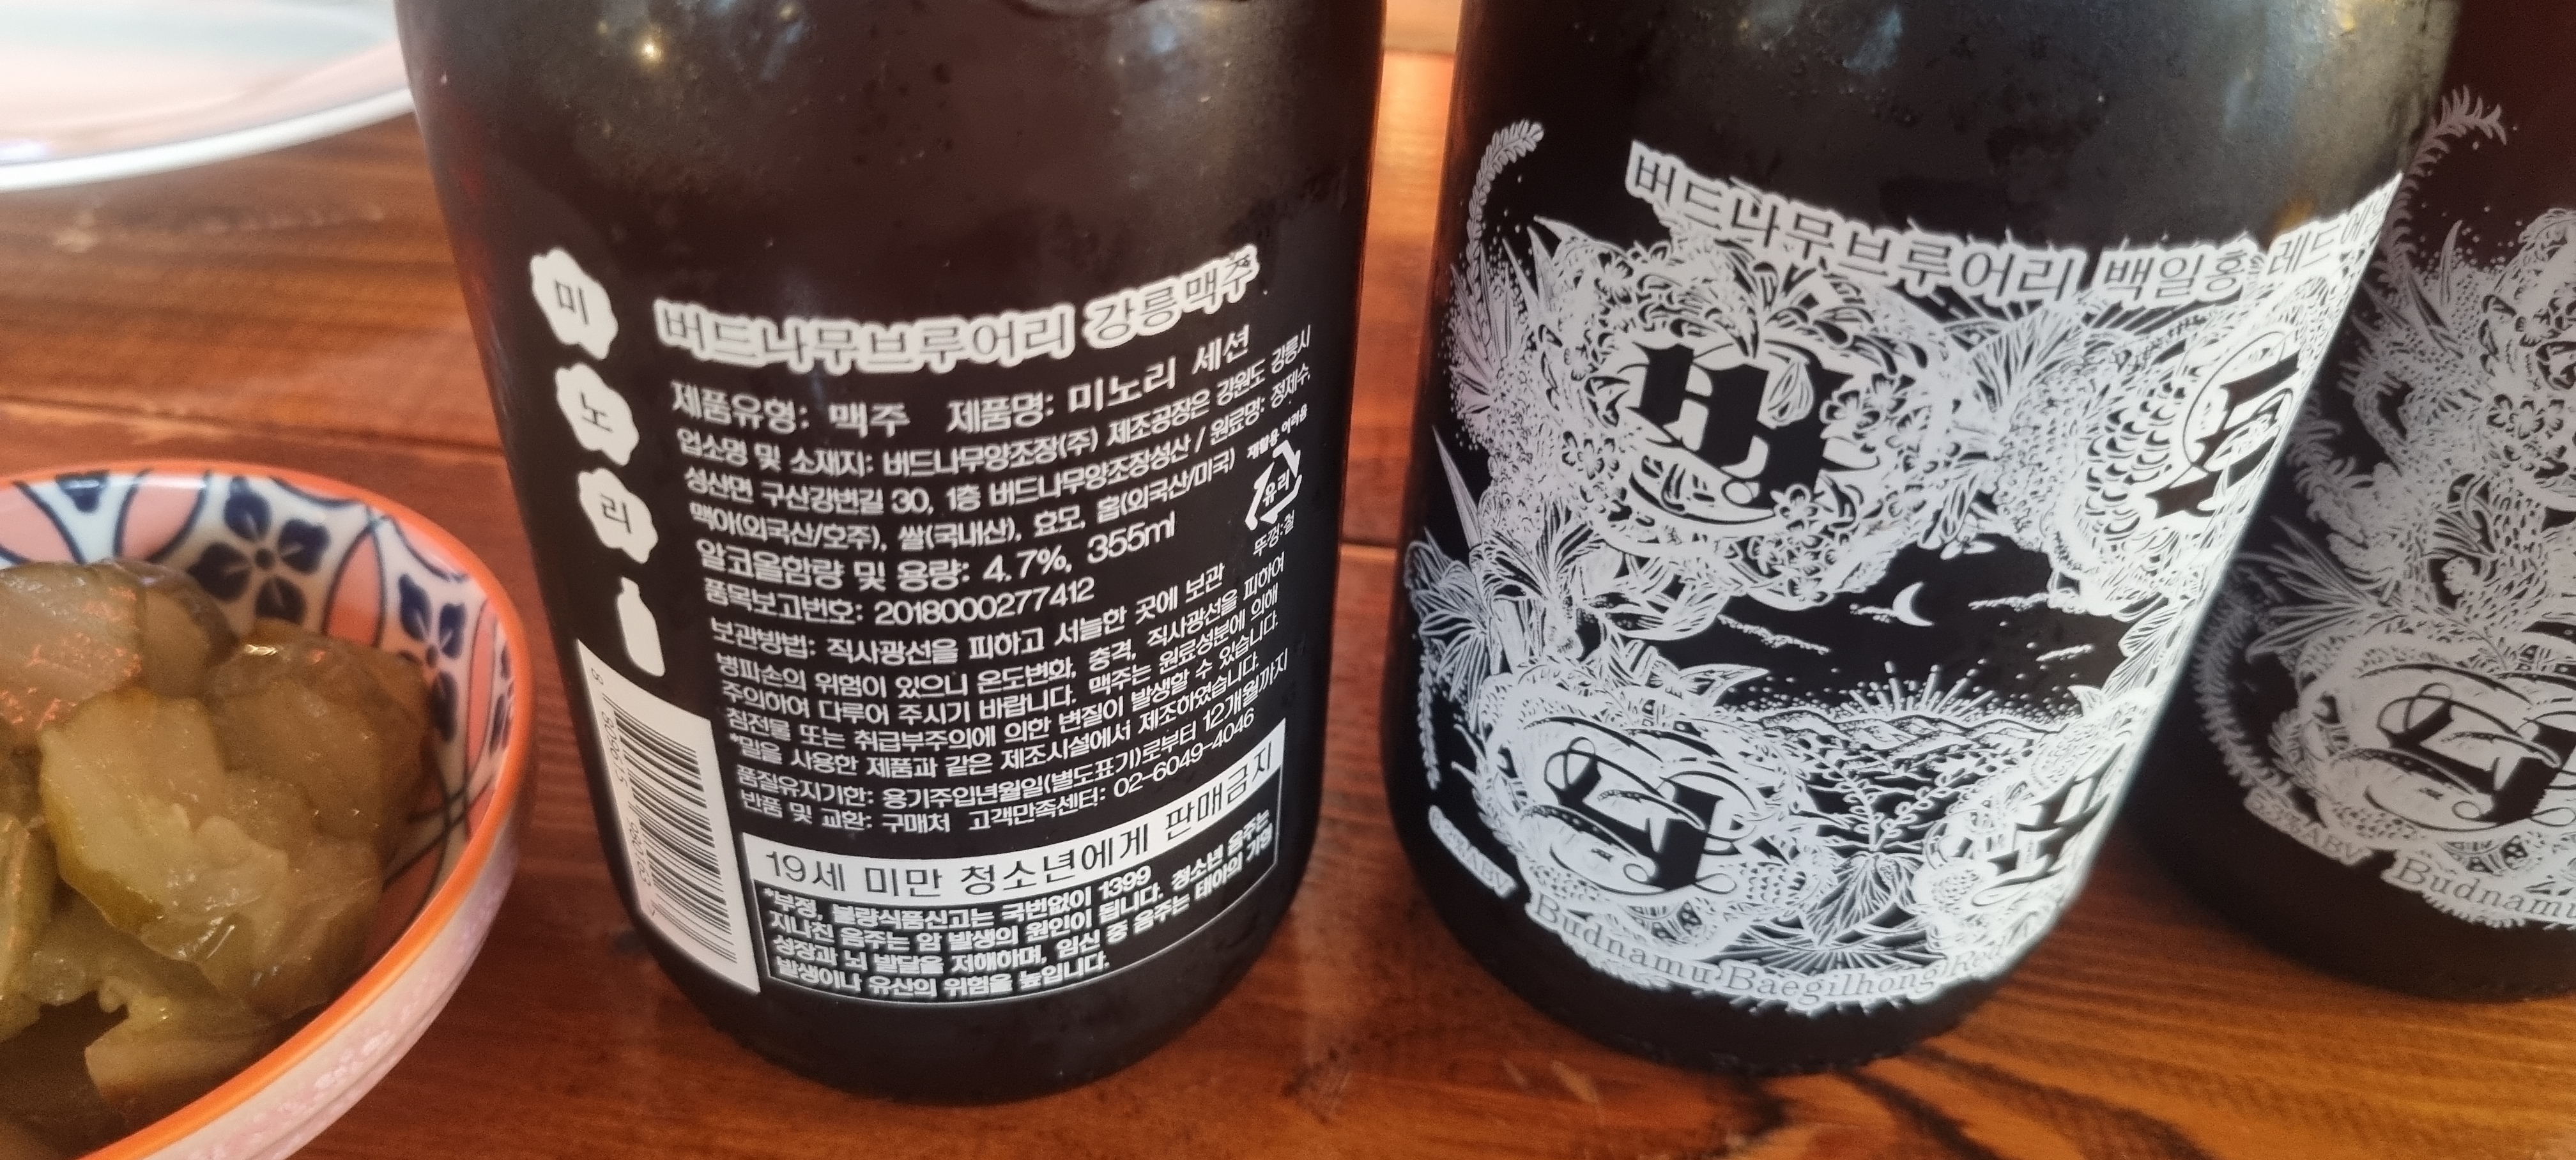 미
노
리
버드나무브루어리 강릉맥주
제품유형: 맥주 제품명: 미노리 세션
업소명 및 소재지: 버드나무양조장(주) 제조공장은 강원도 강릉시
성산면 구산강변길 30, 1층 버드나무양조장성산 / 원료명: 정제수,
맥아(외국산/호주), 쌀(국내산), 효모, 홉(외국산/미국)
알코올함량 및 용량: 4.7%, 355ml
품목보고번호: 2018000277412
보관방법: 직사광선을 피하고 서늘한 곳에 보관
병파손의 위험이 있으니 온도변화, 충격, 직사광선을 피하여
주의하여 다루어 주시기 바랍니다. 맥주는 원료성분에 의해
침전물 또는 취급부주의에 의한 변질이 발생할 수 있습니다.
*밀을 사용한 제품과 같은 제조시설에서 제조하였습니다.
품질유지기한: 용기주입년월일(별도표기)로부터 12개월까지
반품 및 교환: 구매처 고객만족센터: 02-6049-4046
재활용 어려움
유리
뚜껑:철
19세 미만 청소년에게 판매금지
*부정, 불량식품신고는 국번없이 1399
지나친 음주는 암 발생의 원인이 됩니다. 청소년 음주는
성장과 뇌 발달을 저해하며, 임신 중 음주는 태아의 기형
발생이나 유산의 위험을 높입니다.
버드나무브루어리 백일홍 레드에일
버
드
나
무
ABV
Budnamu Baegilhong Red
나
ABV
Budnamu